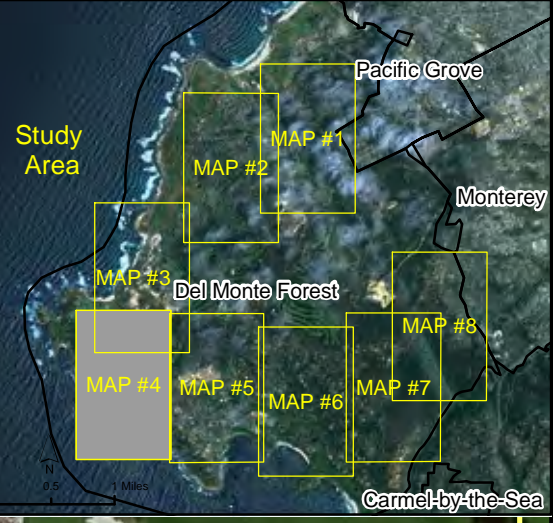 Pacific Grove
Study
Area
MAP #1
MAP #2
Monterey
MAP #3
Del Monte Forest
MAP #8
MAP #4
MAP #5
MAP #7
MAP #6
N
0.5
1 Miles
Carmel-by-the-Sea